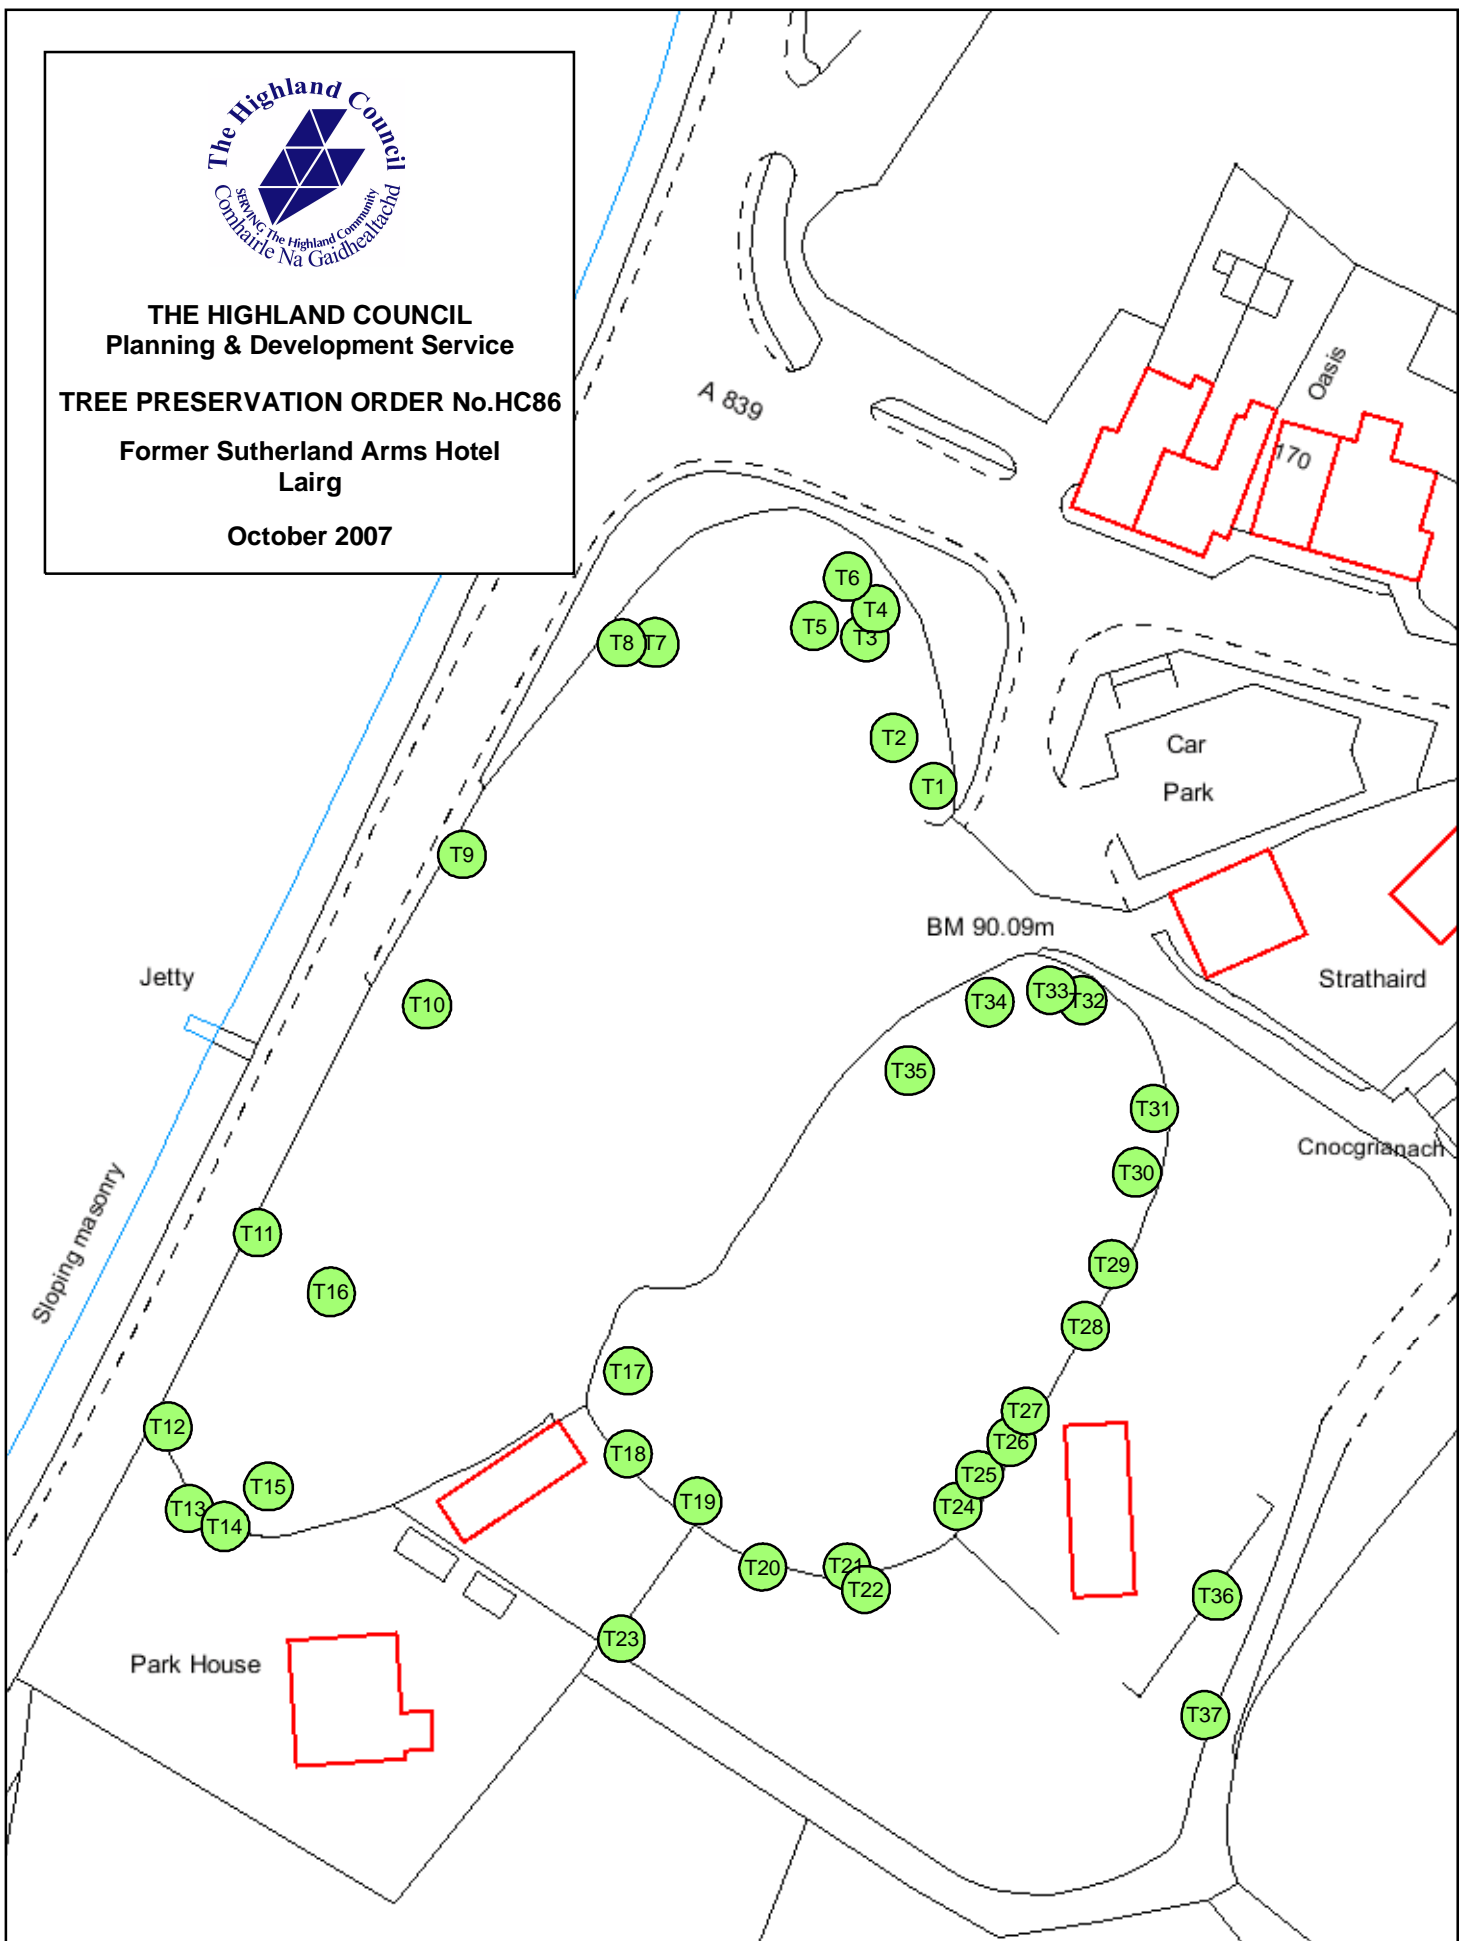 The Highland Council
SERVING The Highland Community
Comhairle Na Gaidhealtachd
THE HIGHLAND COUNCIL
Planning & Development Service
TREE PRESERVATION ORDER No.HC86
Former Sutherland Arms Hotel
Lairg
October 2007
A 839
Oasis
170
T6
T4
T5
T3
T8
T7
T2
T1
Car
Park
T9
BM 90.09m
Strathaird
Jetty
T10
T34
T33
T32
T35
T31
Cnocgrianach
T30
Sloping masonry
T11
T29
T16
T28
T17
T27
T12
T26
T18
T25
T15
T19
T24
T13
T14
T20
T21
T22
T36
T23
Park House
T37